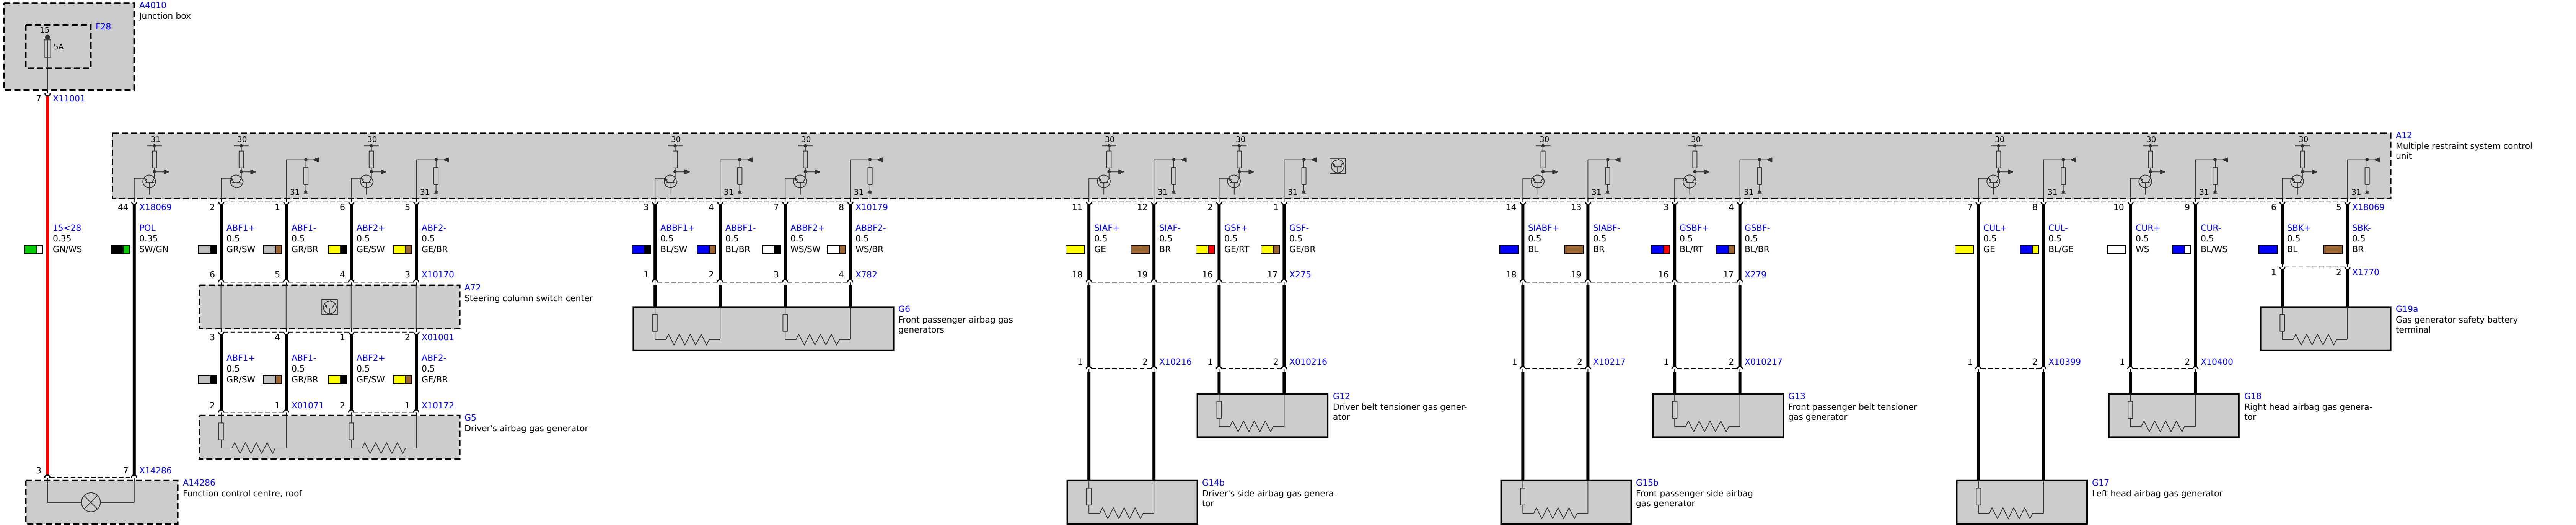 A4010
Junction box
F28
15
5A
7 X11001
A12
Multiple restraint system control
unit
31 30 30 30 30 30 30 30 30 30 30 30
31 31 31 31 31 31 31 31 31 31 31
44 X18069 2 1 6 5 3 4 7 8 X10179 11 12 2 1 14 13 3 4 7 8 10 9 6 5 X18069
15<28 POL ABF1+ ABF1- ABF2+ ABF2- ABBF1+ ABBF1- ABBF2+ ABBF2- SIAF+ SIAF- GSF+ GSF- SIABF+ SIABF- GSBF+ GSBF- CUL+ CUL- CUR+ CUR- SBK+ SBK-
0.35 0.35 0.5 0.5 0.5 0.5 0.5 0.5 0.5 0.5 0.5 0.5 0.5 0.5 0.5 0.5 0.5 0.5 0.5 0.5 0.5 0.5 0.5 0.5
GN/WS SW/GN GR/SW GR/BR GE/SW GE/BR BL/SW BL/BR WS/SW WS/BR GE BR GE/RT GE/BR BL BR BL/RT BL/BR GE BL/GE WS BL/WS BL BR
6 5 4 3 X10170 1 2 3 4 X782 18 19 16 17 X275 18 19 16 17 X279 1 2 X1770
A72
Steering column switch center
G6
Front passenger airbag gas
generators
G19a
Gas generator safety battery
terminal
3 4 1 2 X01001
ABF1+ ABF1- ABF2+ ABF2-
0.5 0.5 0.5 0.5
GR/SW GR/BR GE/SW GE/BR
1 2 X10216 1 2 X010216 1 2 X10217 1 2 X010217 1 2 X10399 1 2 X10400
2 1 X01071 2 1 X10172
G5
Driver's airbag gas generator
G12
Driver belt tensioner gas gener-
ator
G13
Front passenger belt tensioner
gas generator
G18
Right head airbag genera-
tor
3 7 X14286
A14286
Function control centre, roof
G14b
Driver's side airbag gas genera-
tor
G15b
Front passenger side airbag
gas generator
G17
Left head airbag gas generator